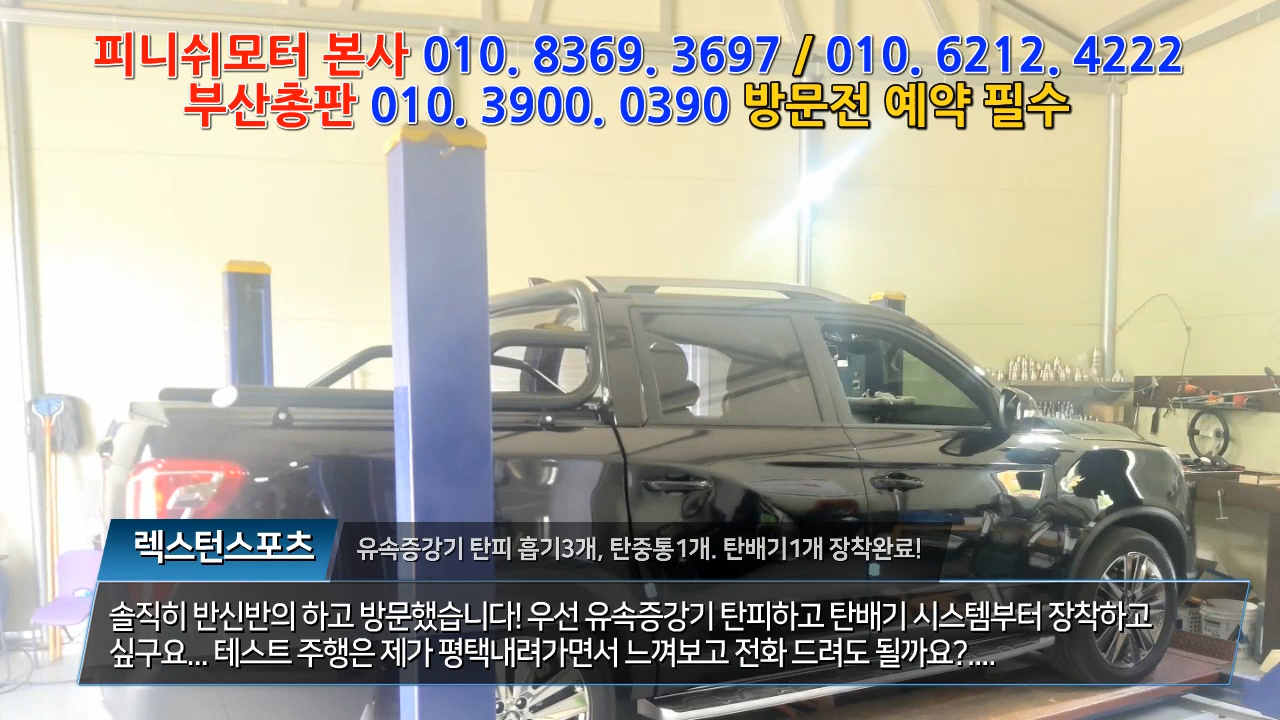 피니쉬모터 본사 010. 8369. 3697 / 010. 6212. 4222
부산총판 010. 3900. 0390 방문전 예약 필수
렉스턴스포츠
유속증강기 탄피 흡기3개, 탄중통1개. 탄배기1개 장착완료!
솔직히 반신반의 하고 방문했습니다! 우선 유속증강기 탄피하고 탄배기 시스템부터 장착하고
싶구요... 테스트 주행은 제가 평택내려가면서 느껴보고 전화 드려도 될까요?....